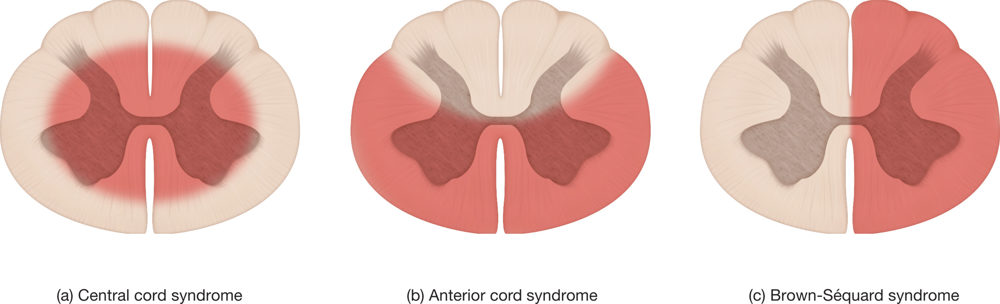 (a) Central cord syndrome
(b) Anterior cord syndrome
(c) Brown-Séquard syndrome